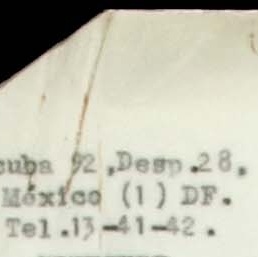 cuba 92,Desp.28,
México (1) DF.
Tel.13-41-42.